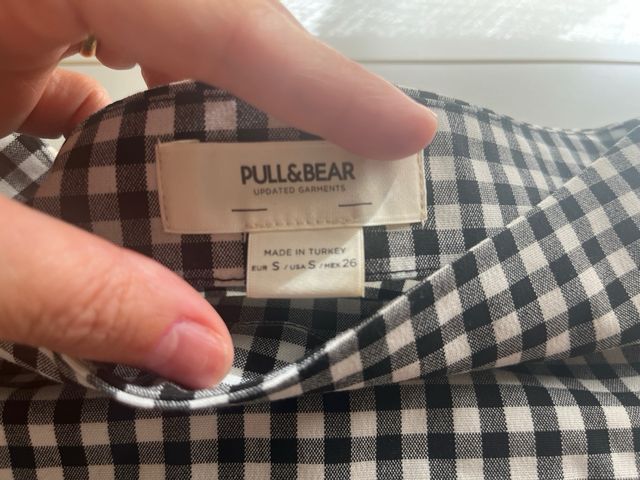 PULL&BEAR
UPDATED GARMENTS
MADE IN TURKEY
EUR S / USA S / MEX 26